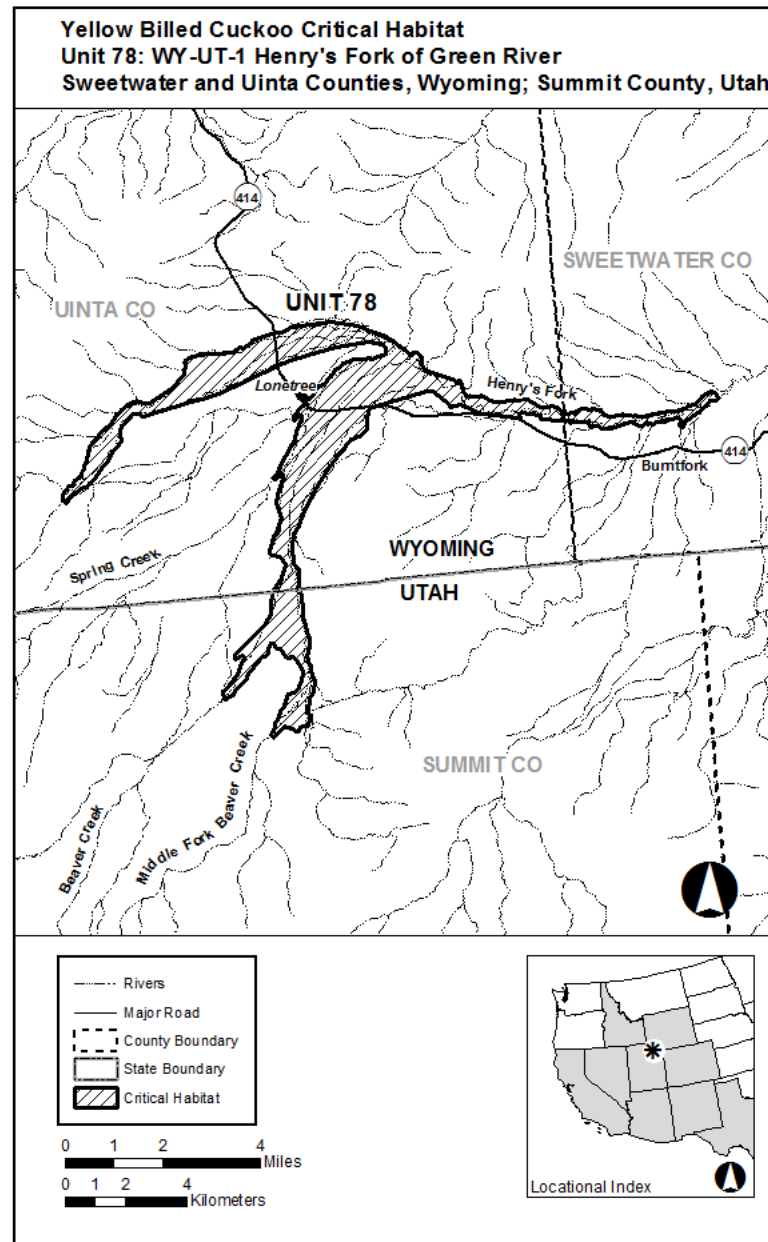 Yellow Billed Cuckoo Critical Habitat
Unit 78: WY-UT-1 Henry's Fork of Green River
Sweetwater and Uinta Counties, Wyoming; Summit County, Utah
414
SWEETWATER CO
UINTA CO
UNIT 78
Lonetree
Henry's Fork
414
Burntfork
Spring Creek
WYOMING
UTAH
SUMMIT CO
Beaver Creek
Middle Fork Beaver Creek
Rivers
Major Road
County Boundary
State Boundary
Critical Habitat
0 1 2 4
Miles
0 1 2 4
Kilometers
Locational Index